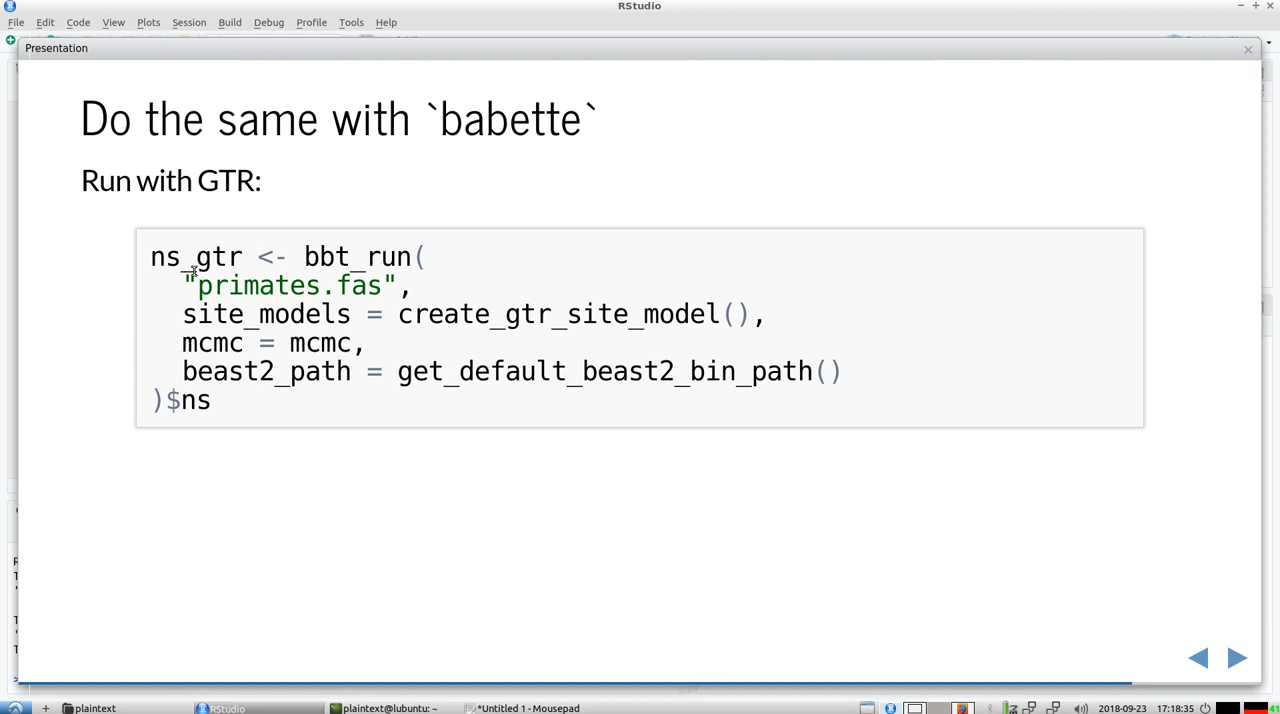 RStudio
File Edit Code View Plots Session Build Debug Profile Tools Help
Presentation
Do the same with `babette`
Run with GTR:
ns_gtr <- bbt_run(
"primates.fas",
site_models = create_gtr_site_model(),
mcmc = mcmc,
beast2_path = get_default_beast2_bin_path()
)$ns
plaintext RStudio plaintext@lubuntu: ~ *Untitled 1 - Mousepad 2018-09-23 17:18:35